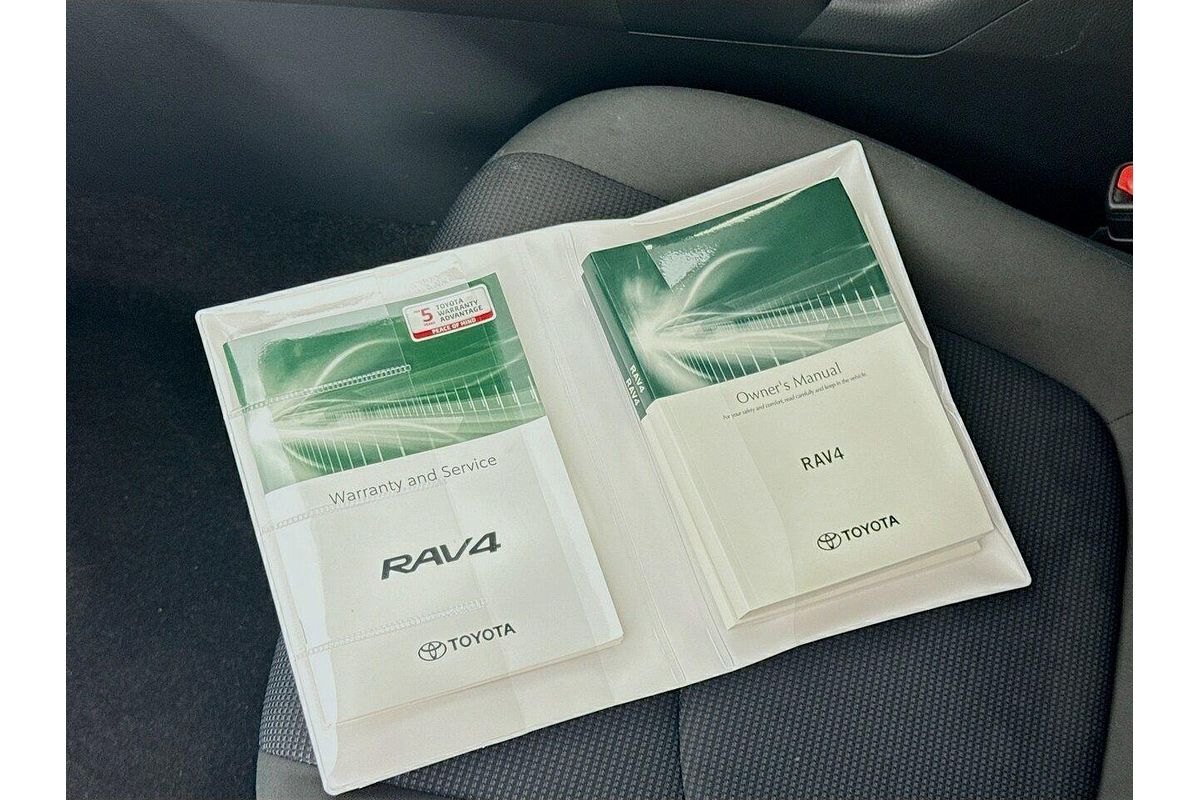 5
YEARS
TOYOTA
WARRANTY
ADVANTAGE
PEACE OF MIND
Warranty and Service
RAV4
TOYOTA
RAV4
RAV4
Owner's Manual
For your safety and comfort, read carefully and keep in the vehicle.
RAV4
TOYOTA